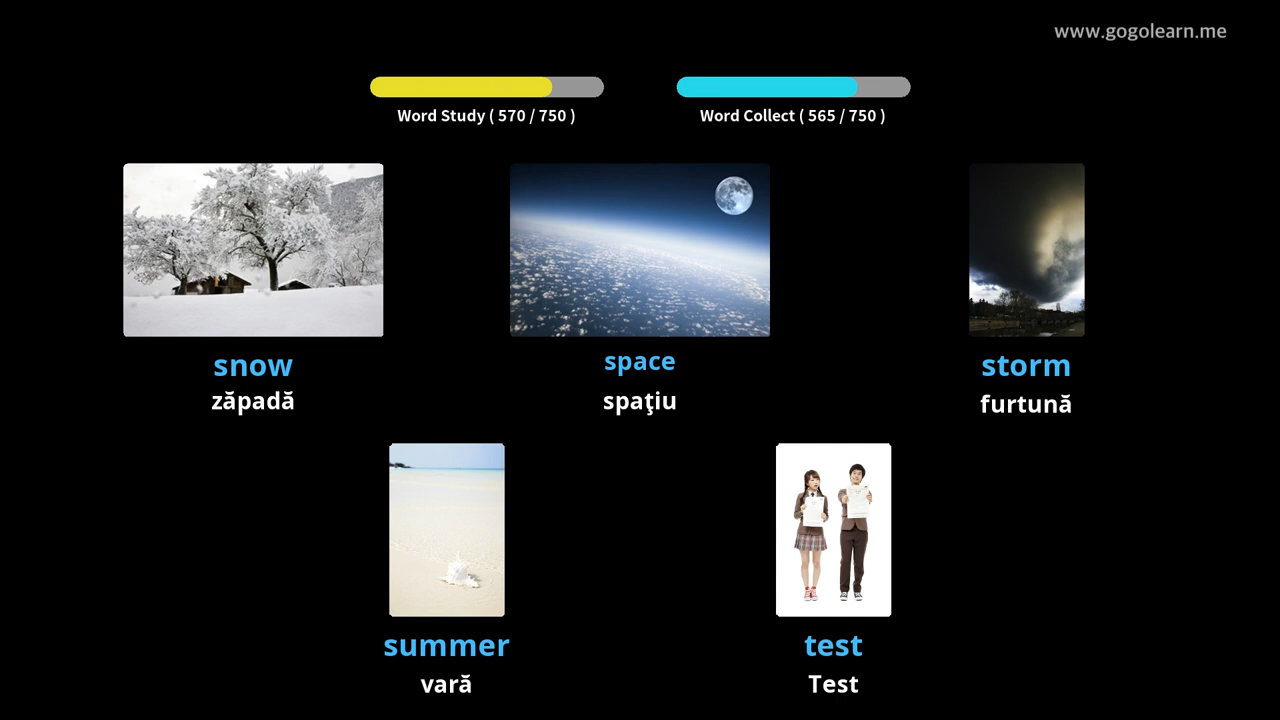 www.gogolearn.me
Word Study ( 570 / 750 )
Word Collect ( 565 / 750 )
snow
space
storm
zăpadă
spaţiu
furtună
summer
test
vară
Test